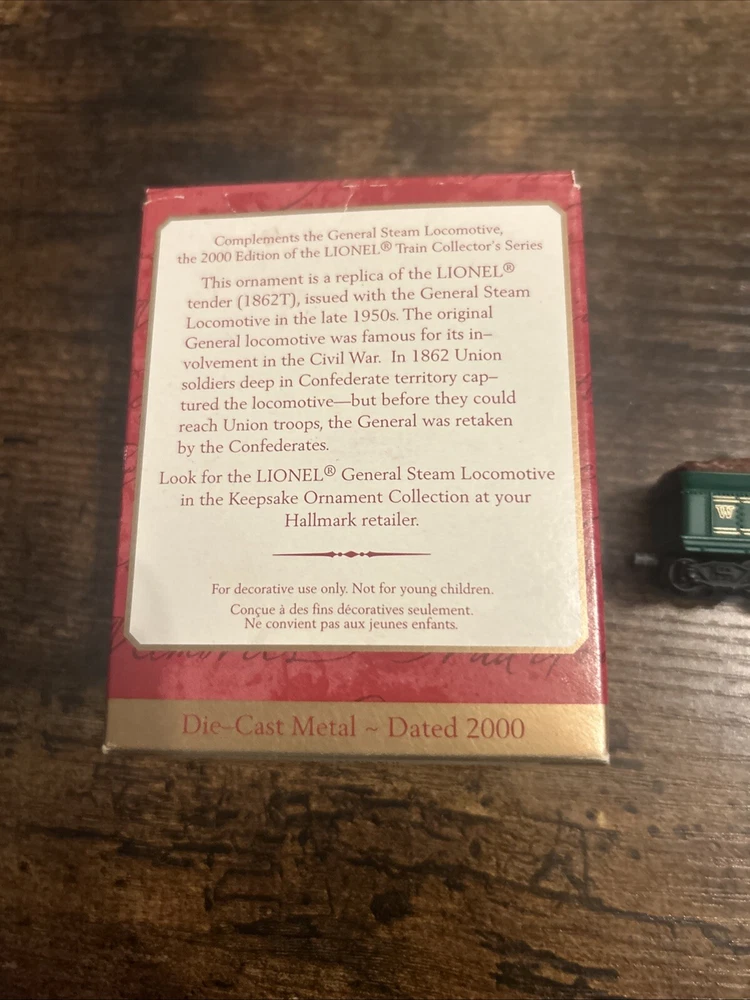 Complements the General Steam Locomotive,
the 2000 Edition of the LIONEL® Train Collector's Series
This ornament is a replica of the LIONEL®
tender (1862T), issued with the General Steam
Locomotive in the late 1950s. The original
General locomotive was famous for its in–
volvement in the Civil War. In 1862 Union
soldiers deep in Confederate territory cap–
tured the locomotive—but before they could
reach Union troops, the General was retaken
by the Confederates.
Look for the LIONEL® General Steam Locomotive
in the Keepsake Ornament Collection at your
Hallmark retailer.
For decorative use only. Not for young children.
Conçue à des fins décoratives seulement.
Ne convient pas aux jeunes enfants.
Die–Cast Metal ~ Dated 2000
W